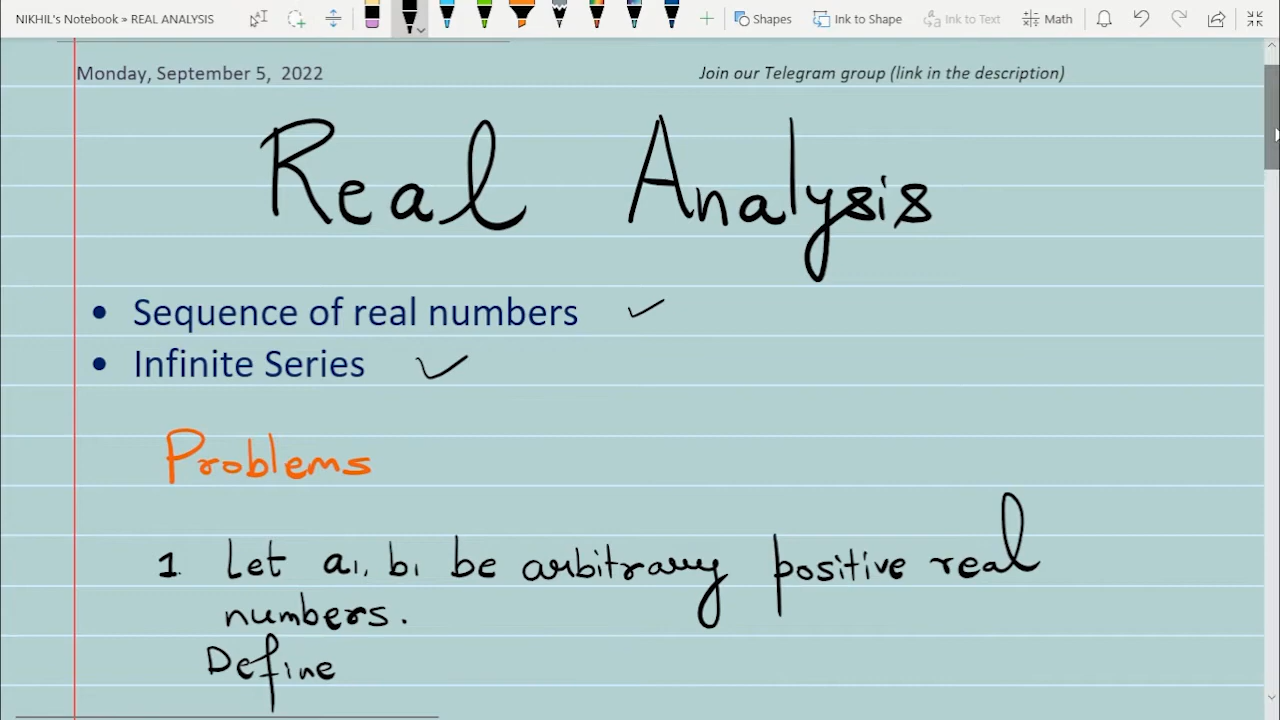 NIKHIL's Notebook > REAL ANALYSIS Shapes Ink to Shape Ink to Text Math
Monday, September 5, 2022 Join our Telegram group (link in the description)
Real Analysis
• Sequence of real numbers ✓
• Infinite Series ✓
Problems
1. Let a₁, b₁ be arbitrary positive real
numbers.
Define